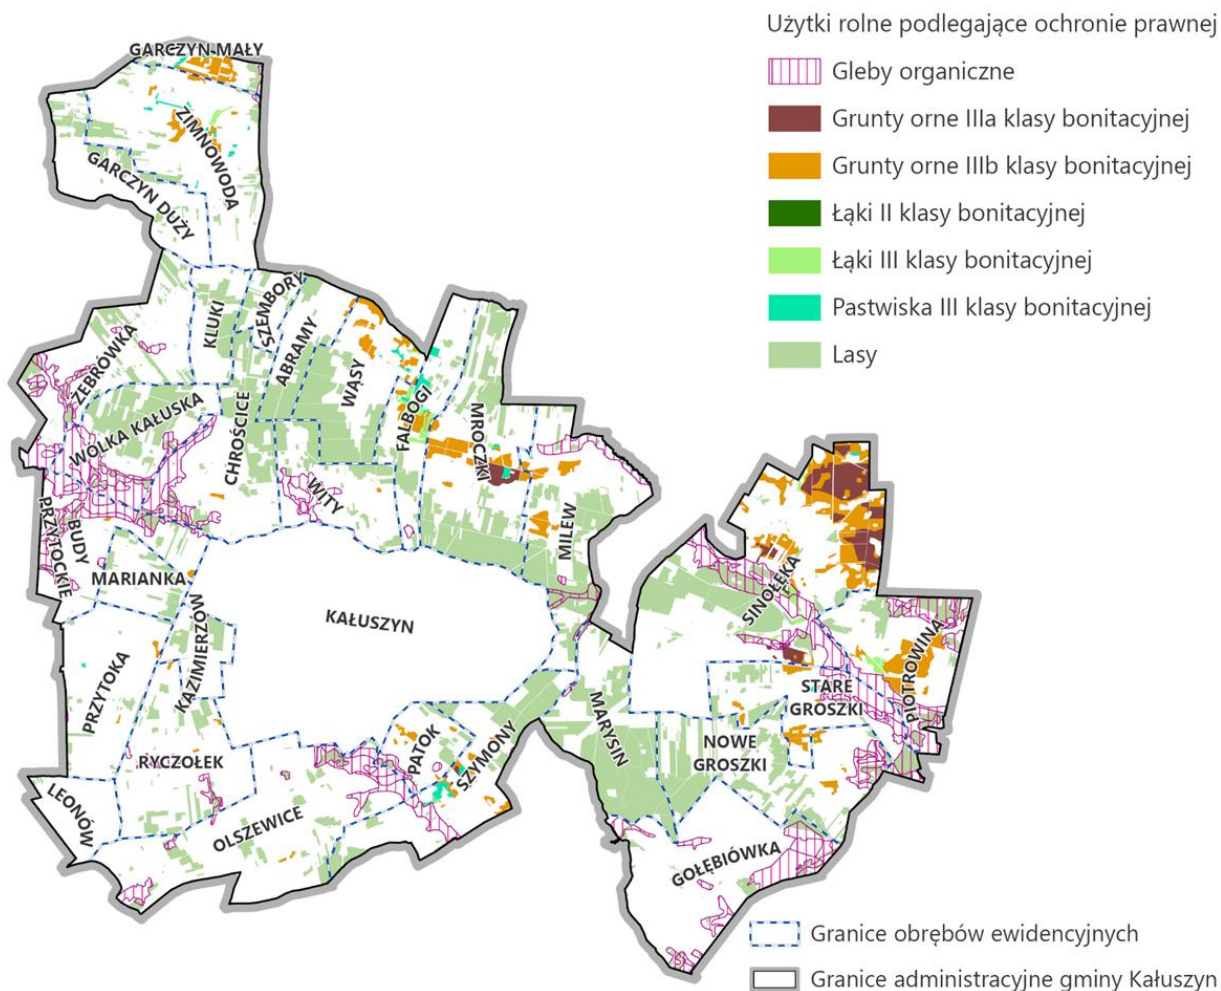 Użytki rolne podlegające ochronie prawnej
Gleby organiczne
Grunty orne IIIa klasy bonitacyjnej
Grunty orne IIIb klasy bonitacyjnej
Łąki II klasy bonitacyjnej
Łąki III klasy bonitacyjnej
Pastwiska III klasy bonitacyjnej
Lasy
GARCZYN MAŁY
ZIMNOWODA
GARCZYN DUŻY
KLUKI
SZEMBORY
ABRAMY
ŻEBRÓWKA
WĄSY
FALBOGI
MROCZKI
WÓLKA KAŁUSKA
CHROŚCICE
WITY
MILEW
BUDY
PRZYTOCKIE
MARIANKA
KAŁUSZYN
KAZIMIERZÓW
PRZYTOKA
SINOŁĘKA
PIOTROWINA
STARE
GROSZKI
MARYSIN
NOWE
GROSZKI
PATOK
SZYMONY
RYCZOŁEK
LEONÓW
OLSZEWICE
GOŁĘBIÓWKA
Granice obrębów ewidencyjnych
Granice administracyjne gminy Kałuszyn